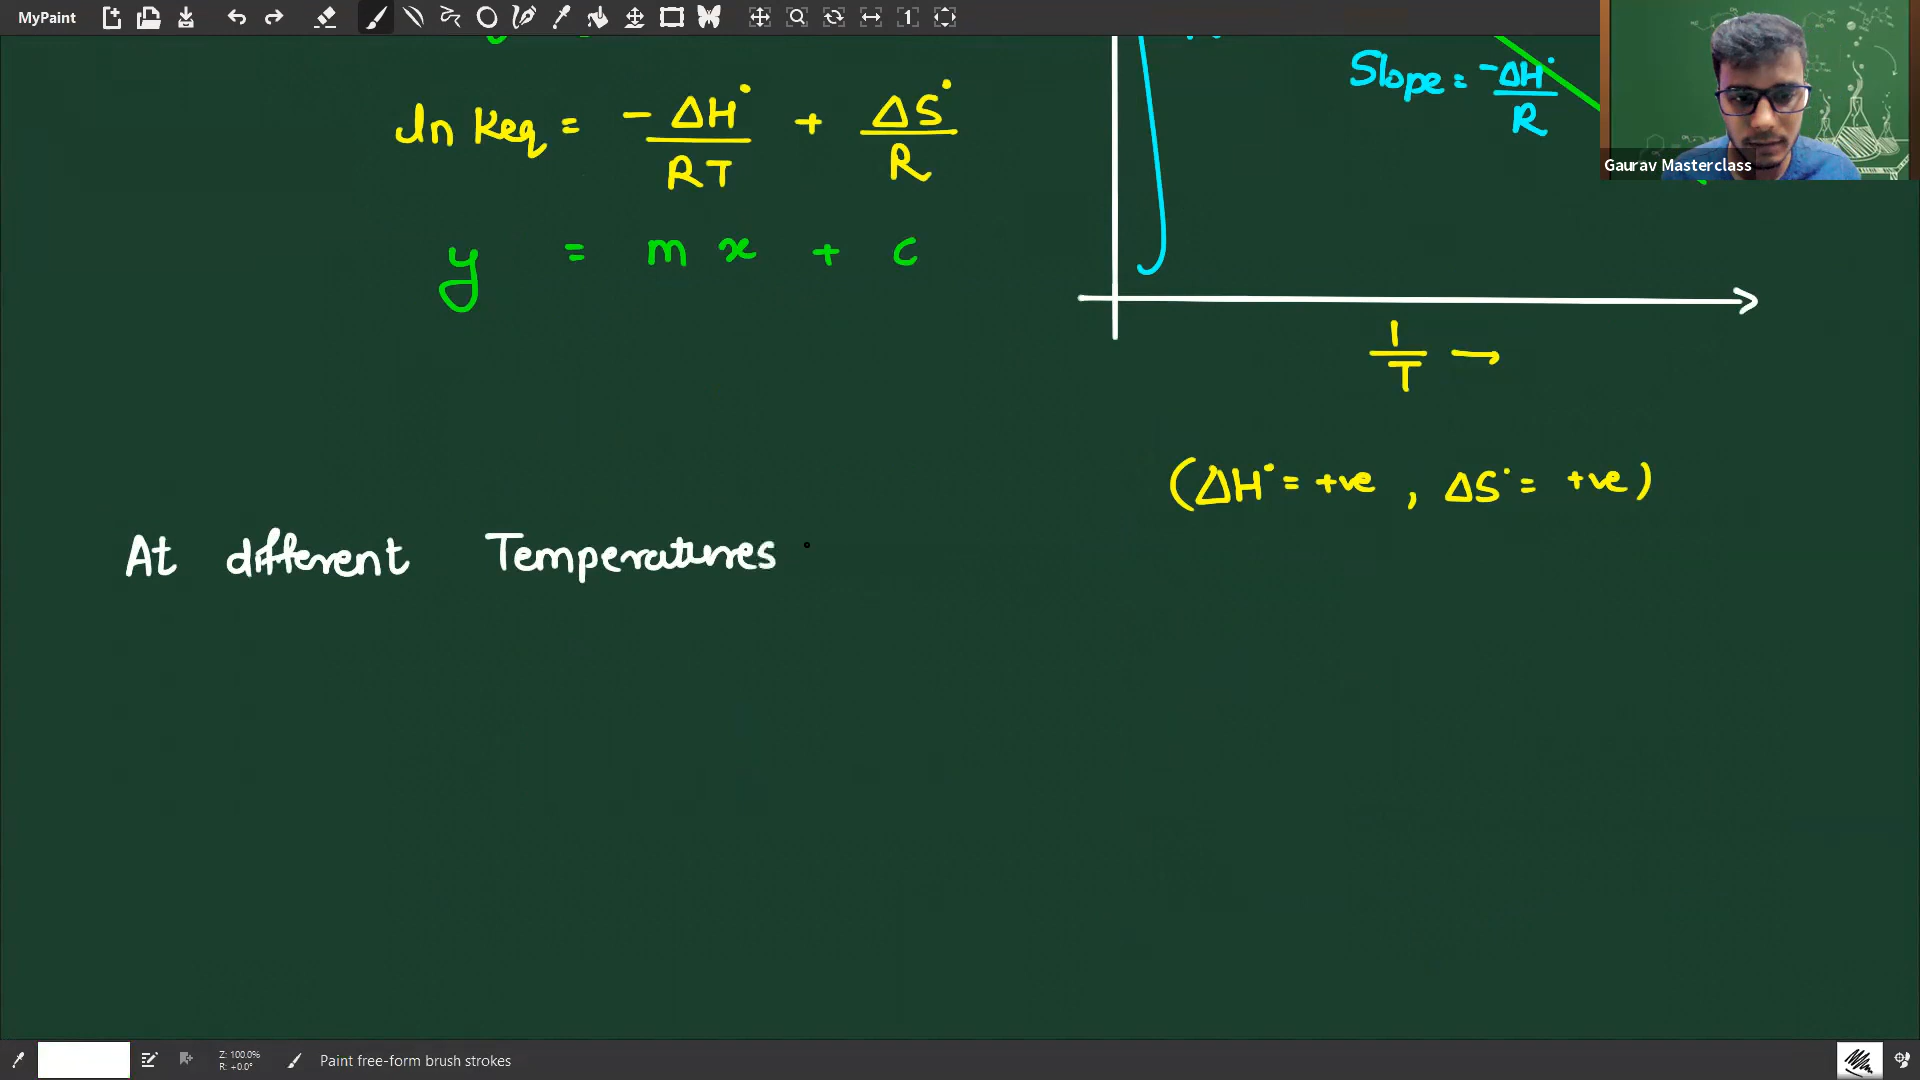 MyPaint
ln Keq = -ΔH°/RT + ΔS°/R
y = m x + c
Slope = -ΔH°/R
Gaurav Masterclass
1/T →
(ΔH° = +ve , ΔS° = +ve)
At different Temperatures
Z: 100.0%
R: +0.0°
Paint free-form brush strokes